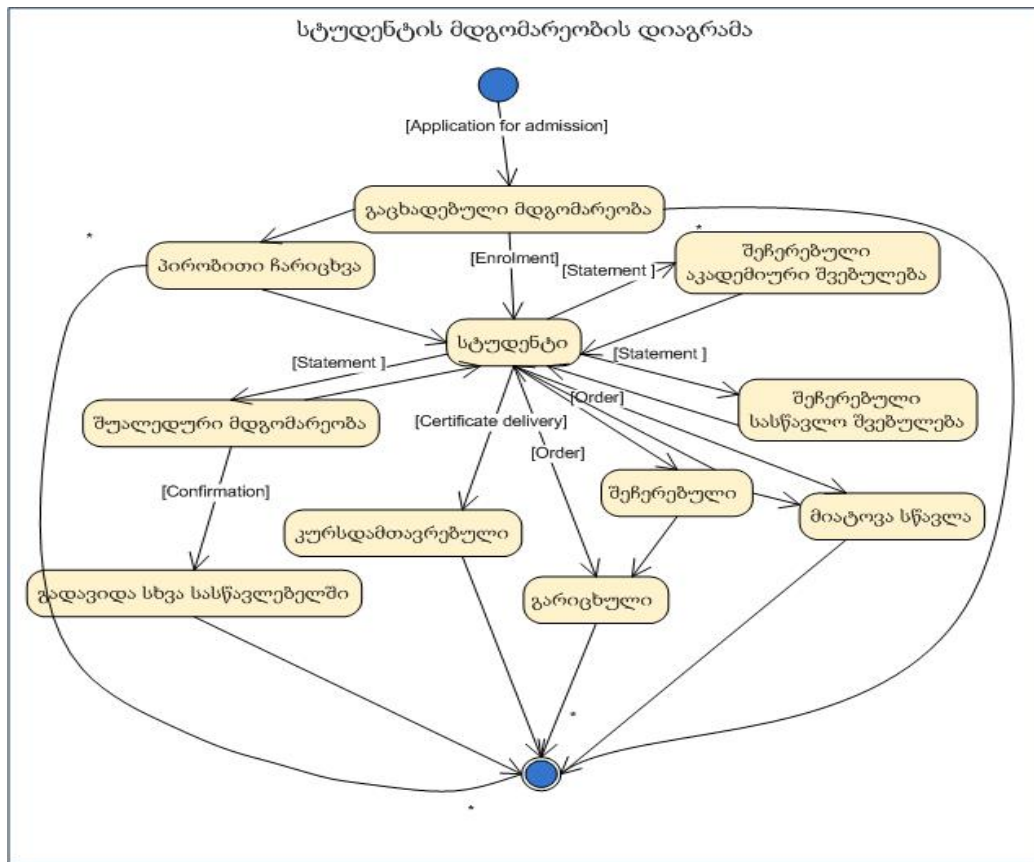 სტუდენტის მდგომარეობის დიაგრამა
[Application for admission]
გაცხადებული მდგომარეობა
*
*
პირობითი ჩარიცხვა
[Enrolment]
[Statement ]
შეჩერებული
აკადემიური შვებულება
სტუდენტი
[Statement ]
[Statement ]
შუალედური მდგომარეობა
[Certificate delivery]
[Order]
შეჩერებული
სასწავლო შვებულება
[Order]
[Confirmation]
შეჩერებული
კურსდამთავრებული
მიატოვა სწავლა
გადავიდა სხვა სასწავლებელში
გარიცხული
*
*